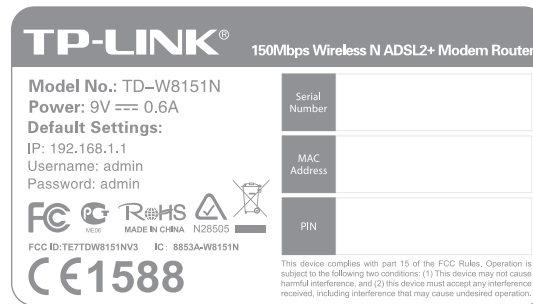 TP-LINK®
150Mbps Wireless N ADSL2+ Modem Router
Model No.: TD-W8151N
Power: 9V ⎓ 0.6A
Default Settings:
IP: 192.168.1.1
Username: admin
Password: admin
Serial
Number
MAC
Address
PIN
FC
PG
ME06
RoHS
MADE IN CHINA
N28505
FCC ID:TE7TDW8151NV3 IC: 8853A-W8151N
CE1588
This device complies with part 15 of the FCC Rules, Operation is
subject to the following two conditions: (1) This device may not cause
harmful interference, and (2) this device must accept any interference
received, including interference that may cause undesired operation.